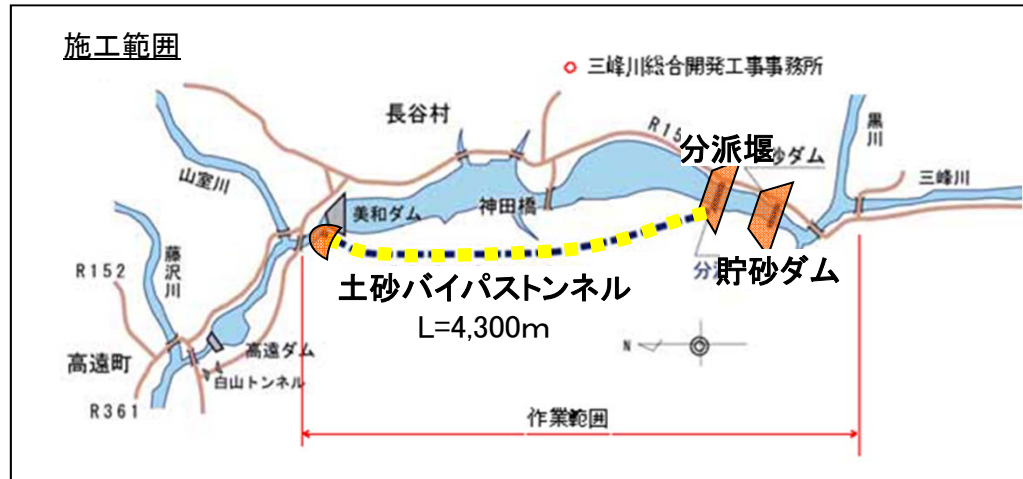 施工範囲
三峰川総合開発工事事務所
長谷村
R15
分派堰
砂ダム
黒川
三峰川
山室川
美和ダム
神田橋
藤沢川
R152
土砂バイパストンネル
L=4,300m
分派
貯砂ダム
N
高遠町
高遠ダム
白山トンネル
R361
作業範囲